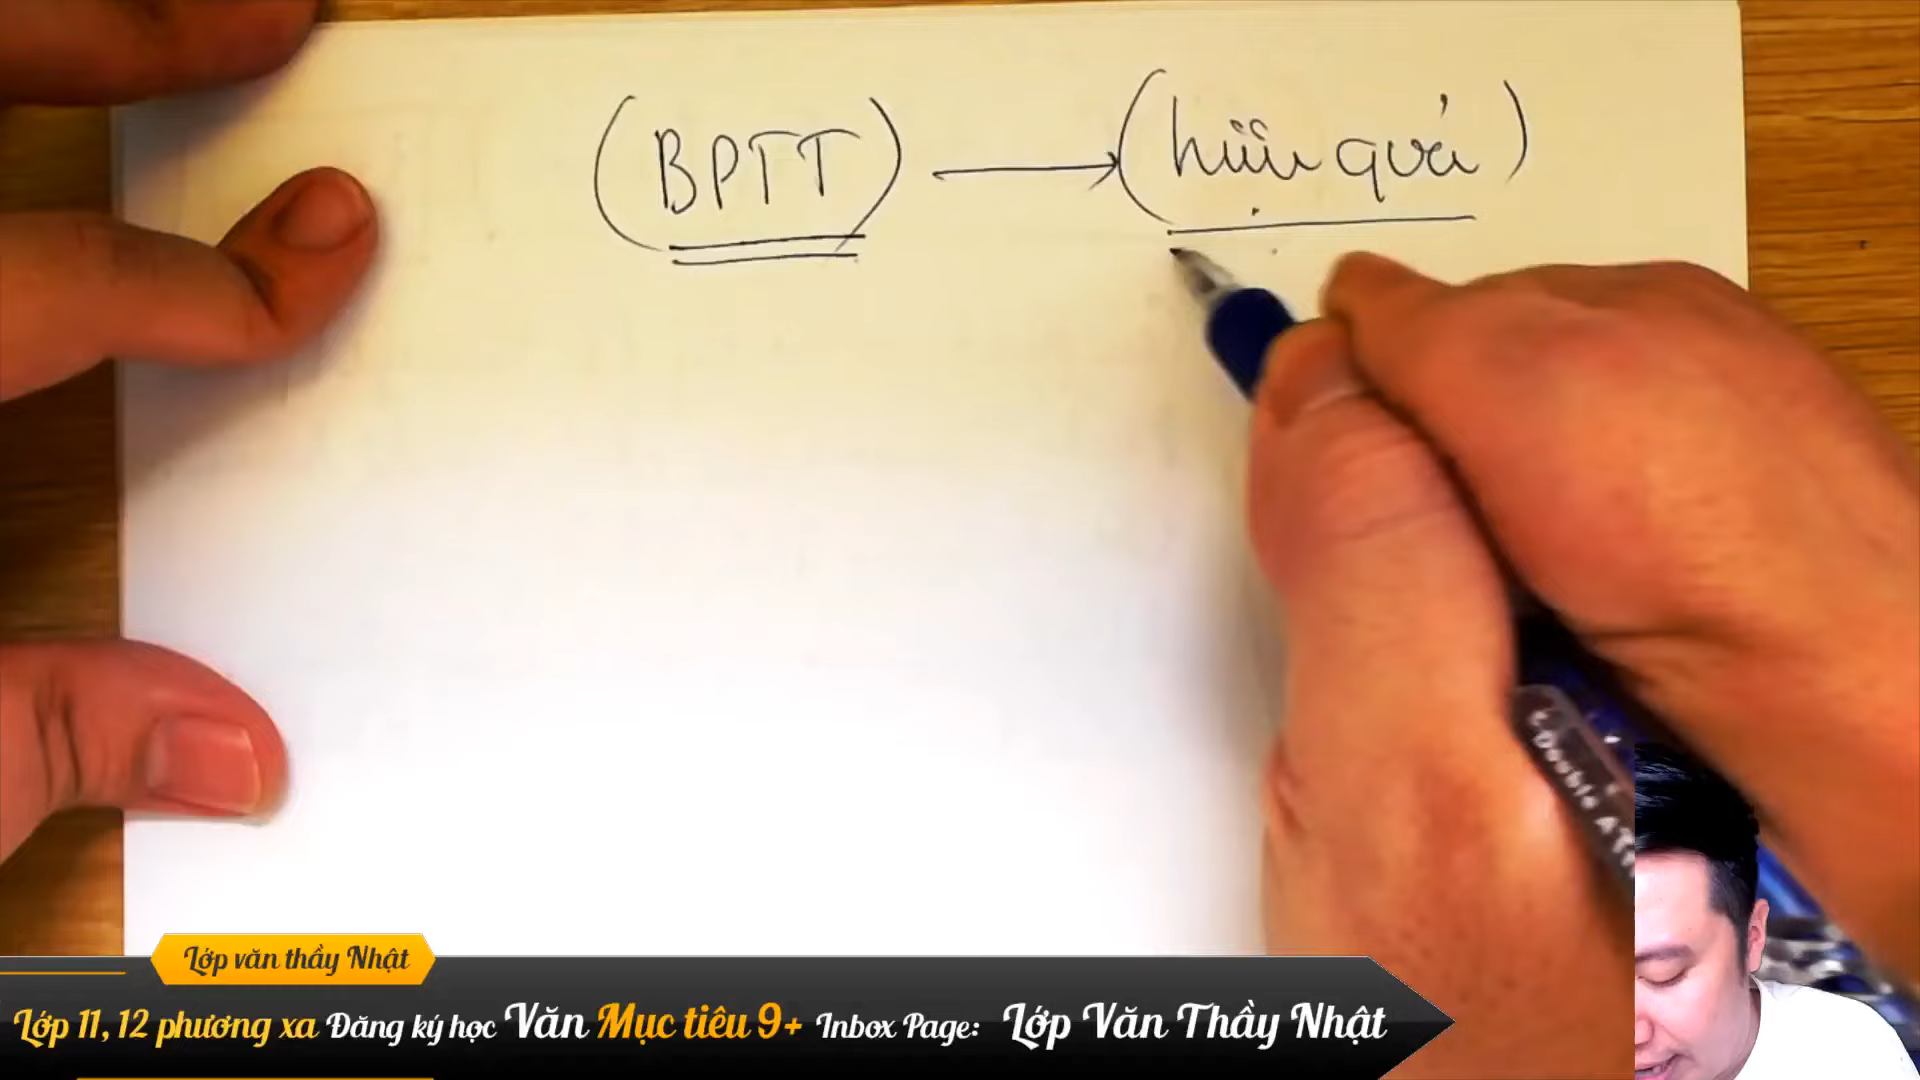 (BPTT) → (hiệu quả)
Double A
Lớp văn thầy Nhật
Lớp 11, 12 phương xa Đăng ký học Văn Mục tiêu 9+ Inbox Page: Lớp Văn Thầy Nhật